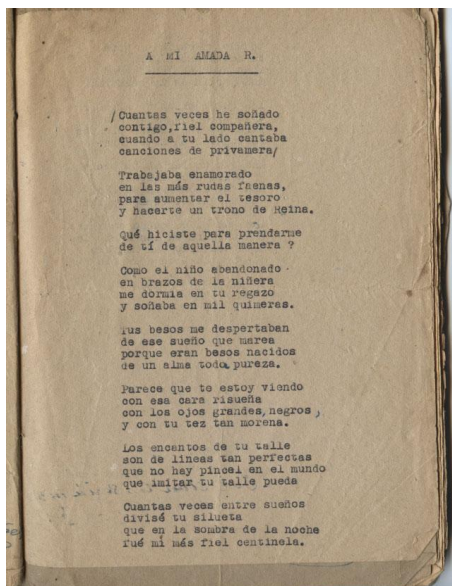 A MI AMADA R.
/Cuantas veces he soñado
contigo,fiel compañera,
cuando a tu lado cantaba
canciones de privamera/
Trabajaba enamorado
en las más rudas faenas,
para aumentar el tesoro
y hacerte un trono de Reina.
Qué hiciste para prendarme
de tí de aquella manera ?
Como el niño abandonado
en brazos de la niñera
me dormia en tu regazo
y soñaba en mil quimeras.
Tus besos me despertaban
de ese sueño que marea
porque eran besos nacidos
de un alma toda pureza.
Parece que te estoy viendo
con esa cara risueña
con los ojos grandes,negros,
y con tu tez tan morena.
Los encantos de tu talle
son de lineas tan perfectas
que no hay pincel en el mundo
que imitar tu talle pueda
Cuantas veces entre sueños
divisé tu silueta
que en la sombra de la noche
fué mi más fiel centinela.